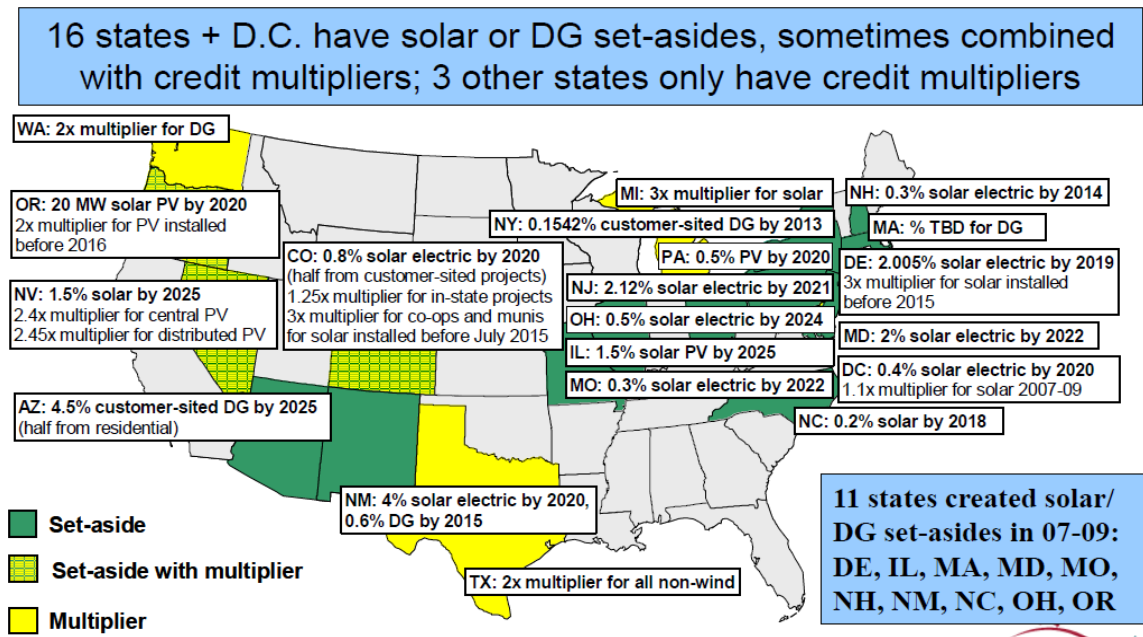 16 states + D.C. have solar or DG set-asides, sometimes combined
with credit multipliers; 3 other states only have credit multipliers
WA: 2x multiplier for DG
OR: 20 MW solar PV by 2020
2x multiplier for PV installed
before 2016
NV: 1.5% solar by 2025
2.4x multiplier for central PV
2.45x multiplier for distributed PV
AZ: 4.5% customer-sited DG by 2025
(half from residential)
CO: 0.8% solar electric by 2020
(half from customer-sited projects)
1.25x multiplier for in-state projects
3x multiplier for co-ops and munis
for solar installed before July 2015
NM: 4% solar electric by 2020,
0.6% DG by 2015
TX: 2x multiplier for all non-wind
MI: 3x multiplier for solar
NY: 0.1542% customer-sited DG by 2013
PA: 0.5% PV by 2020
NJ: 2.12% solar electric by 2021
OH: 0.5% solar electric by 2024
IL: 1.5% solar PV by 2025
MO: 0.3% solar electric by 2022
NH: 0.3% solar electric by 2014
MA: % TBD for DG
DE: 2.005% solar electric by 2019
3x multiplier for solar installed
before 2015
MD: 2% solar electric by 2022
DC: 0.4% solar electric by 2020
1.1x multiplier for solar 2007-09
NC: 0.2% solar by 2018
Set-aside
Set-aside with multiplier
Multiplier
11 states created solar/
DG set-asides in 07-09:
DE, IL, MA, MD, MO,
NH, NM, NC, OH, OR